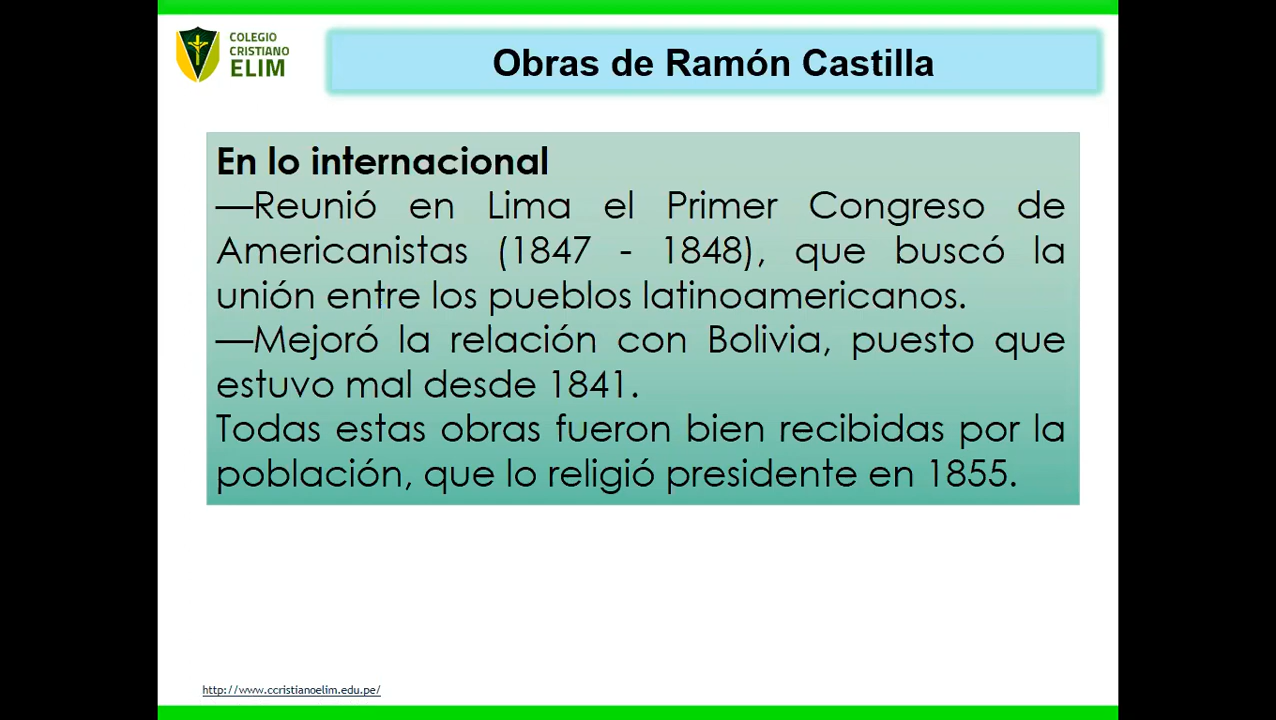 COLEGIO
CRISTIANO
ELIM
Obras de Ramón Castilla
En lo internacional
—Reunió en Lima el Primer Congreso de
Americanistas (1847 - 1848), que buscó la
unión entre los pueblos latinoamericanos.
—Mejoró la relación con Bolivia, puesto que
estuvo mal desde 1841.
Todas estas obras fueron bien recibidas por la
población, que lo religió presidente en 1855.
http://www.ccristianoelim.edu.pe/